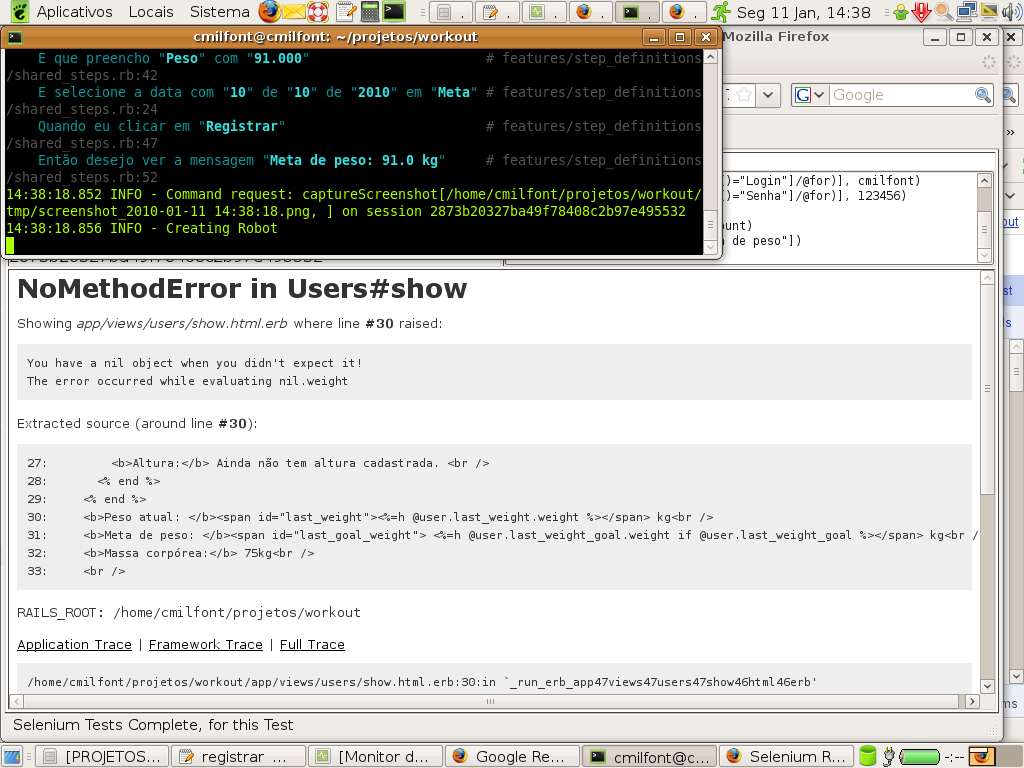 Aplicativos Locais Sistema Seg 11 Jan, 14:38
cmilfont@cmilfont: ~/projetos/workout
Mozilla Firefox
E que preencho "Peso" com "91.000" # features/step_definitions
/shared_steps.rb:42
E selecione a data com "10" de "10" de "2010" em "Meta" # features/step_definitions
/shared_steps.rb:24
Quando eu clicar em "Registrar" # features/step_definitions
/shared_steps.rb:47
Então desejo ver a mensagem "Meta de peso: 91.0 kg" # features/step_definitions
/shared_steps.rb:52
14:38:18.852 INFO - Command request: captureScreenshot[/home/cmilfont/projetos/workout/
tmp/screenshot_2010-01-11 14:38:18.png, ] on session 2873b20327ba49f78408c2b97e495532
14:38:18.856 INFO - Creating Robot
Google
»
()="Login"]/@for)], cmilfont)
()="Senha"]/@for)], 123456)
ount)
a de peso"])
out
st
s
NoMethodError in Users#show
Showing app/views/users/show.html.erb where line #30 raised:
You have a nil object when you didn't expect it!
The error occurred while evaluating nil.weight
Extracted source (around line #30):
27: <b>Altura:</b> Ainda não tem altura cadastrada. <br />
28: <% end %>
29: <% end %>
30: <b>Peso atual: </b><span id="last_weight"><%=h @user.last_weight.weight %></span> kg<br />
31: <b>Meta de peso: </b><span id="last_goal_weight"> <%=h @user.last_weight_goal.weight if @user.last_weight_goal %></span> kg<br /
32: <b>Massa corpórea:</b> 75kg<br />
33: <br />
RAILS_ROOT: /home/cmilfont/projetos/workout
Application Trace | Framework Trace | Full Trace
/home/cmilfont/projetos/workout/app/views/users/show.html.erb:30:in `_run_erb_app47views47users47show46html46erb'
ms
Selenium Tests Complete, for this Test
[PROJETOS... registrar ... [Monitor d... Google Re... cmilfont@c... Selenium R... -:--